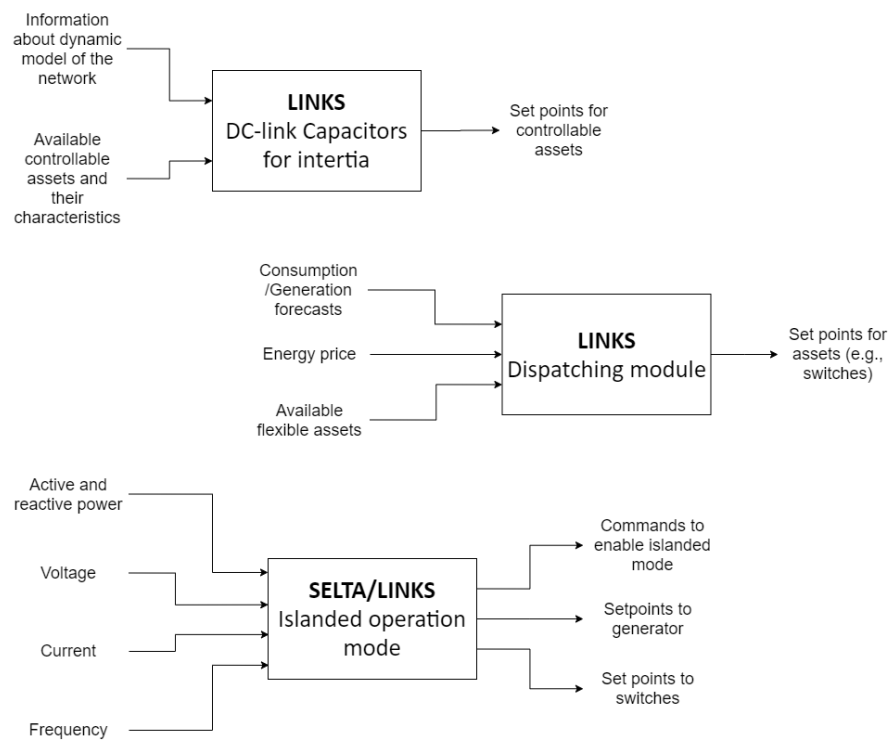 Information
about dynamic
model of the
network
Available
controllable
assets and
their
characteristics
LINKS
DC-link Capacitors
for intertia
Set points for
controllable
assets
Consumption
/Generation
forecasts
Energy price
Available
flexible assets
LINKS
Dispatching module
Set points for
assets (e.g.,
switches)
Active and
reactive power
Voltage
Current
Frequency
SELTA/LINKS
Islanded operation
mode
Commands to
enable islanded
mode
Setpoints to
generator
Set points to
switches